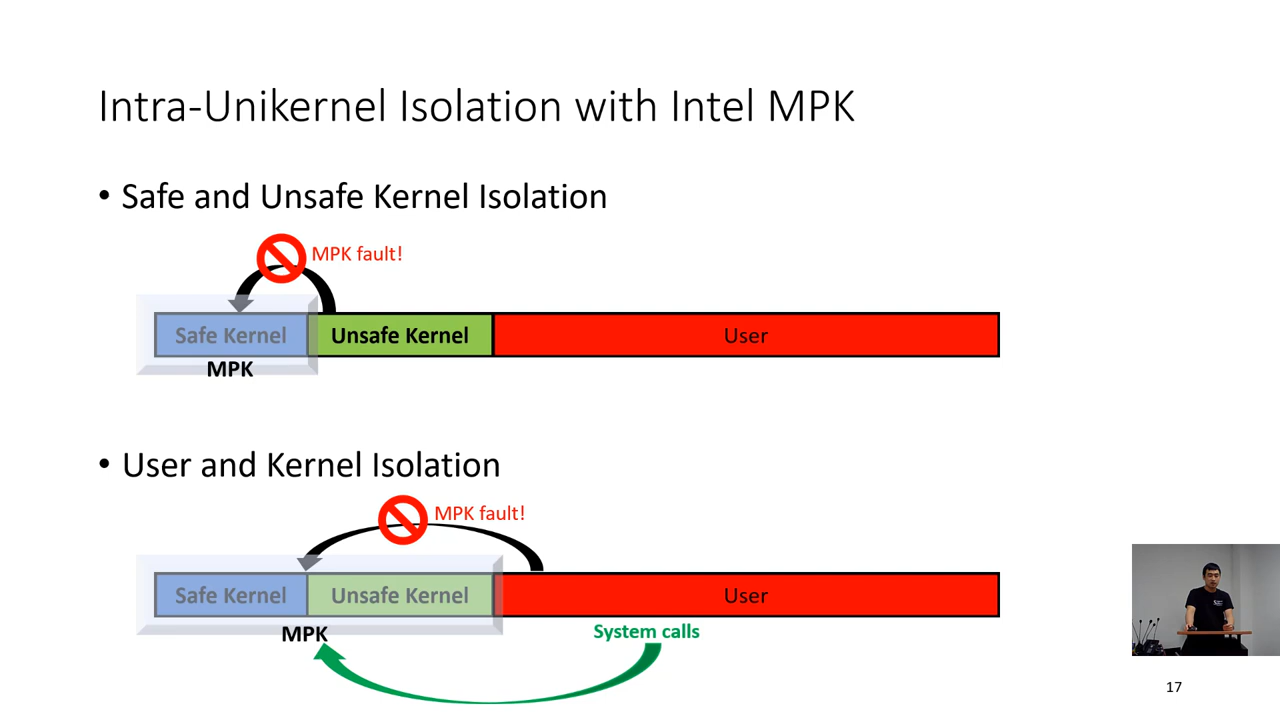 Intra-Unikernel Isolation with Intel MPK
• Safe and Unsafe Kernel Isolation
MPK fault!
Safe Kernel
Unsafe Kernel
User
MPK
• User and Kernel Isolation
MPK fault!
Safe Kernel
Unsafe Kernel
User
MPK
System calls
17